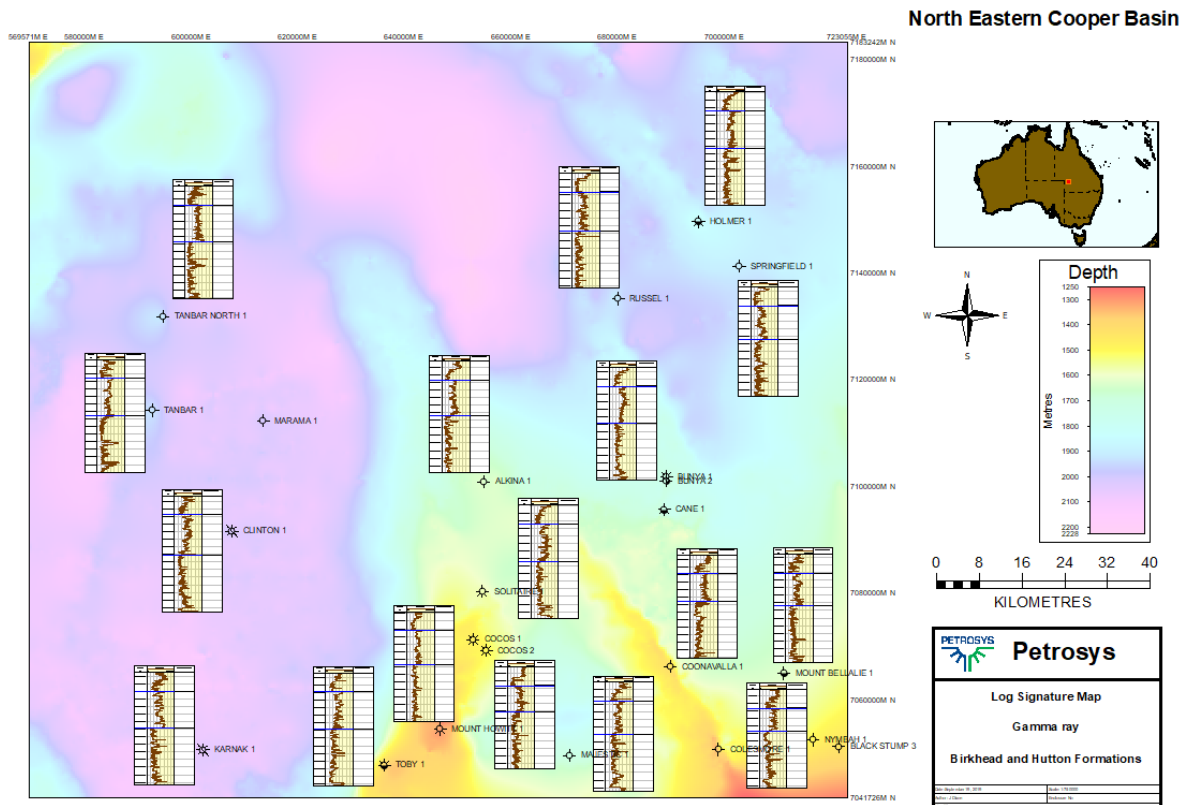 North Eastern Cooper Basin
569571M E 580000M E 600000M E 620000M E 640000M E 660000M E 680000M E 700000M E 723055M E
7183242M N
7180000M N
7160000M N
HOLMER 1
SPRINGFIELD 1
7140000M N
RUSSEL 1
TANBAR NORTH 1
7120000M N
TANBAR 1
MARAMA 1
BUNYA 1
BUNYA 2
ALKINA 1
7100000M N
CANE 1
CLINTON 1
SOLITAIRE
7080000M N
COCOS 1
COCOS 2
COONAVALLA 1
MOUNT BELLALIE 1
7060000M N
MOUNT HOWITT 1
NYMBAH 1
KARNAK 1
COLESMORE 1
BLACK STUMP 3
TOBY 1
7041726M N
N
W E
S
Depth
1250
1300
1400
1500
1600
1700
1800
1900
2000
2100
2200
2228
Metres
0 8 16 24 32 40
KILOMETRES
PETROSYS
Petrosys
Log Signature Map
Gamma ray
Birkhead and Hutton Formations